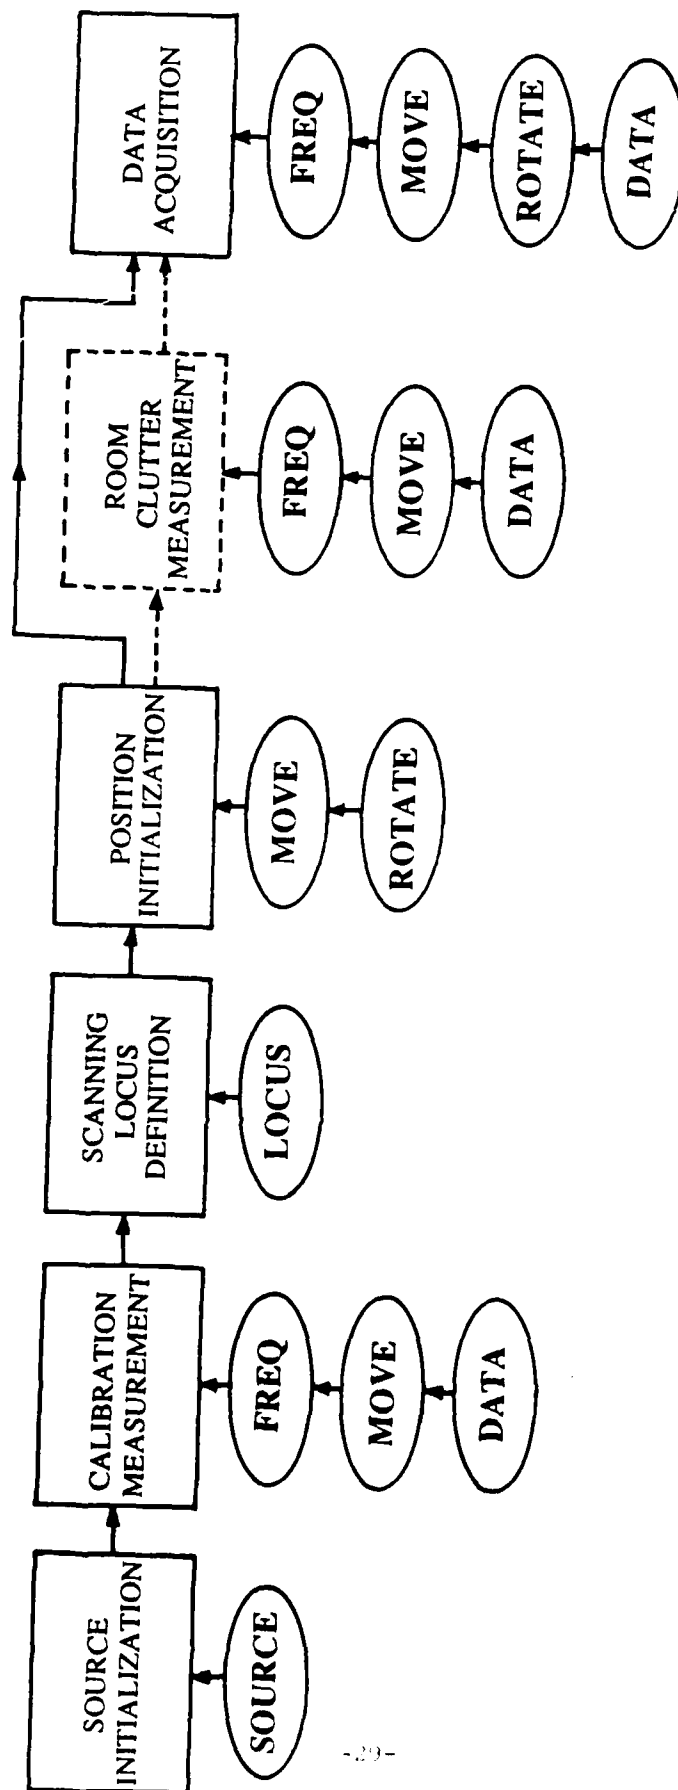 SOURCE
INITIALIZATION
SOURCE
CALIBRATION
MEASUREMENT
FREQ
MOVE
DATA
SCANNING
LOCUS
DEFINITION
LOCUS
POSITION
INITIALIZATION
MOVE
ROTATE
ROOM
CLUTTER
MEASUREMENT
FREQ
MOVE
DATA
DATA
ACQUISITION
FREQ
MOVE
ROTATE
DATA
-29-